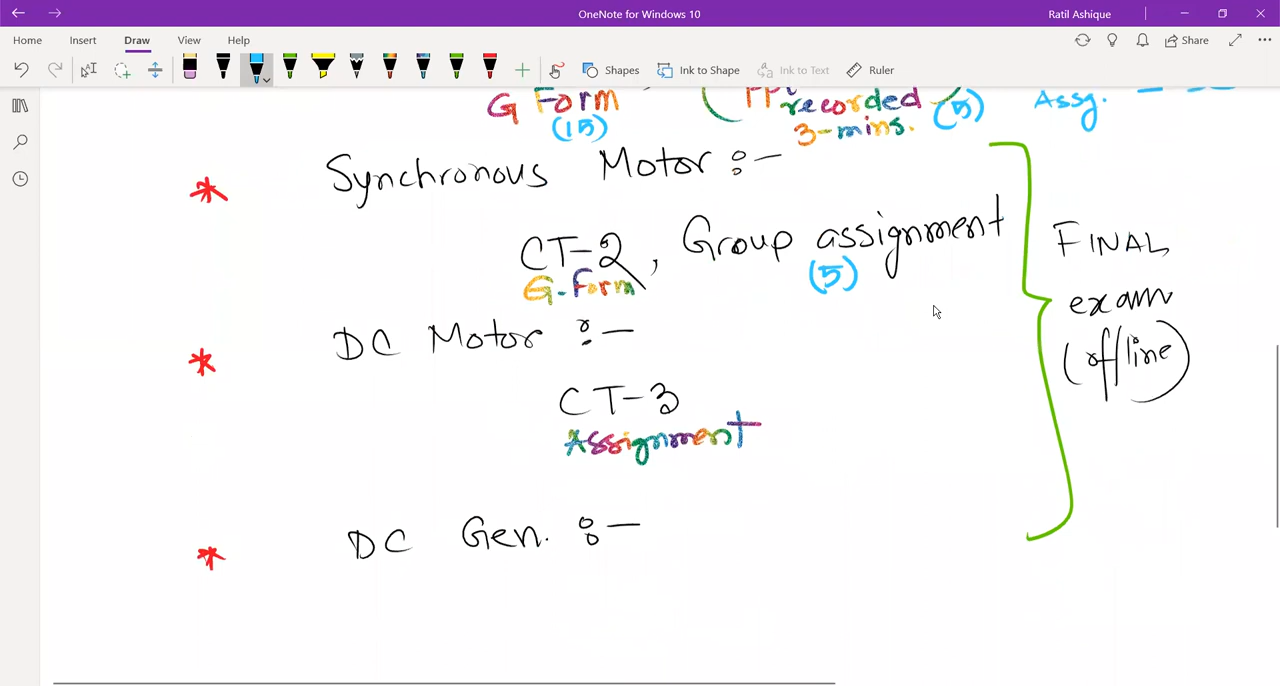 OneNote for Windows 10
Ratil Ashique
Home Insert Draw View Help
Share
Shapes Ink to Shape Ink to Text Ruler
G Form
(15)
recorded
3-mins.
(5)
Assg.
* Synchronous Motor :-
CT-2, Group assignment
G-Form
(5)
* DC Motor :-
CT-3
Assignment
* DC Gen. :-
FINAL
exam
(offline)